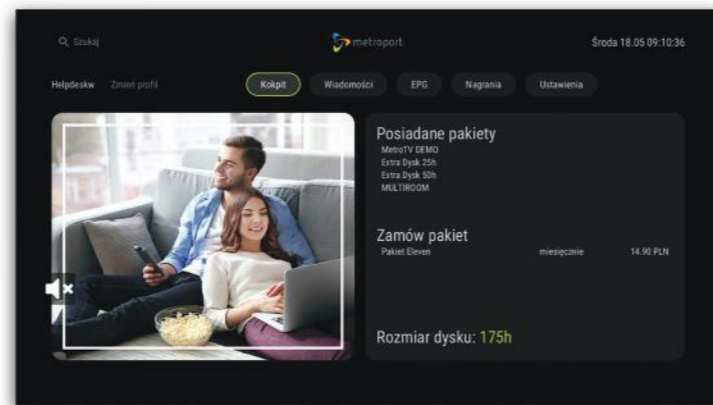 Szukaj
metroport
Środa 18.05 09:10:36
Helpdeskw Zmień profil
Kokpit Wiadomości EPG Nagrania Ustawienia
Posiadane pakiety
MetroTV DEMO
Extra Dysk 25h
Extra Dysk 50h
MULTIROOM
Zamów pakiet
Pakiet Eleven miesięcznie 14.90 PLN
Rozmiar dysku: 175h